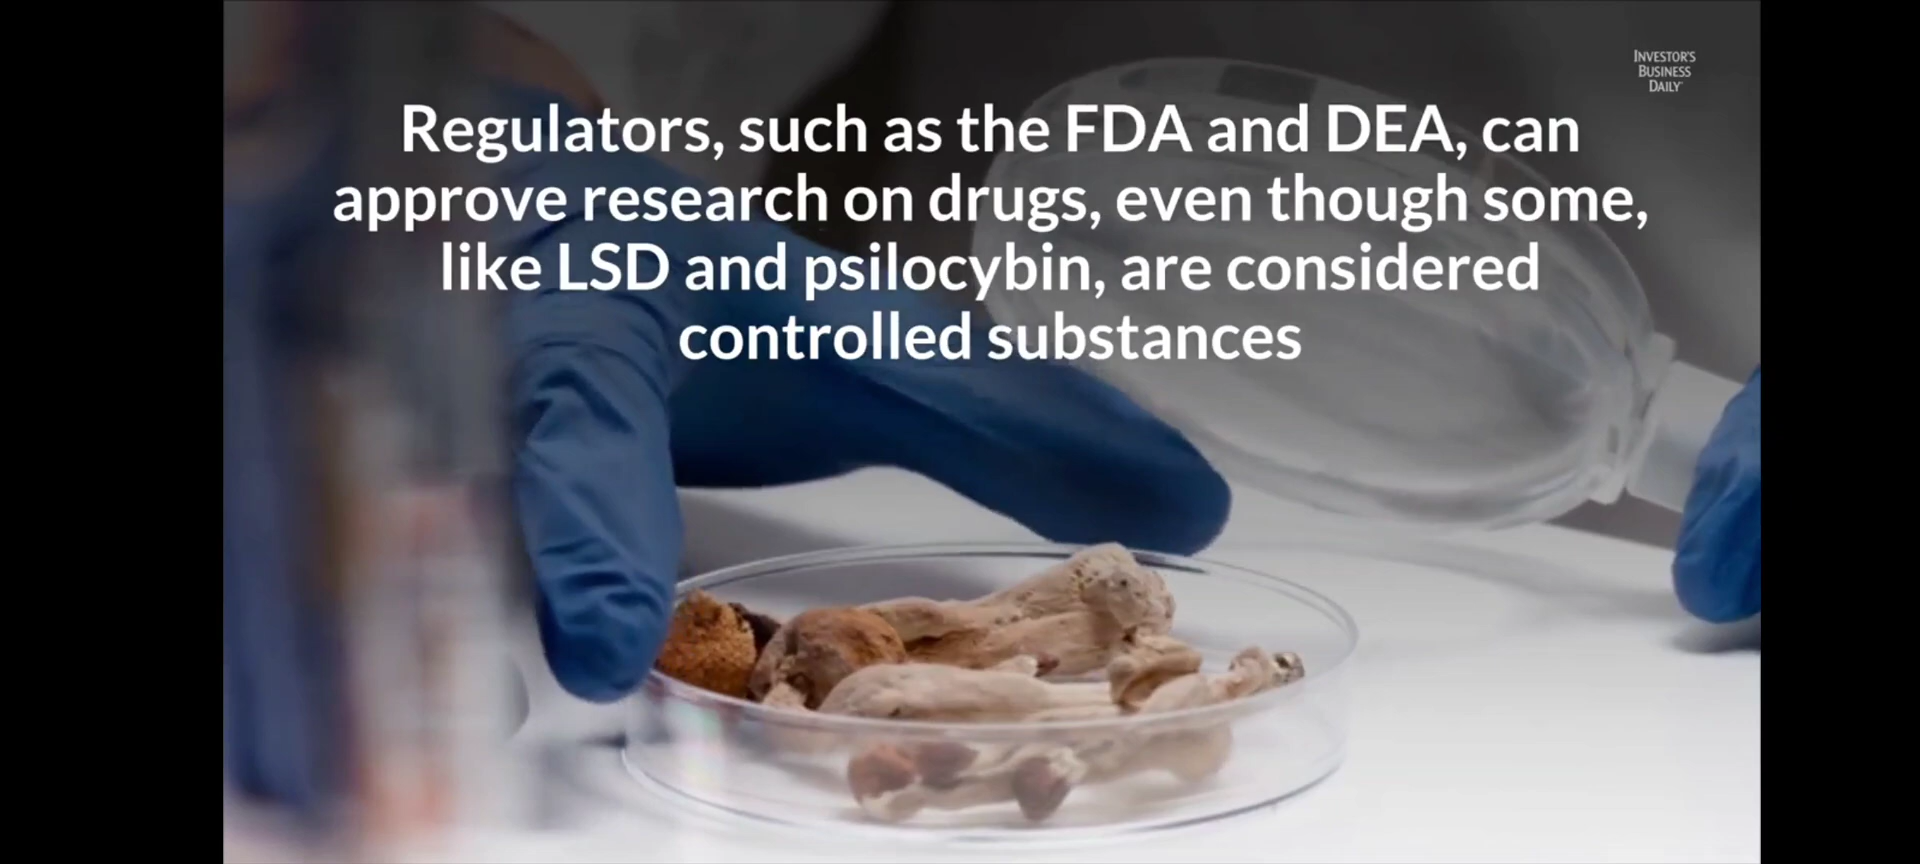 INVESTOR'S
BUSINESS
DAILY
Regulators, such as the FDA and DEA, can
approve research on drugs, even though some,
like LSD and psilocybin, are considered
controlled substances